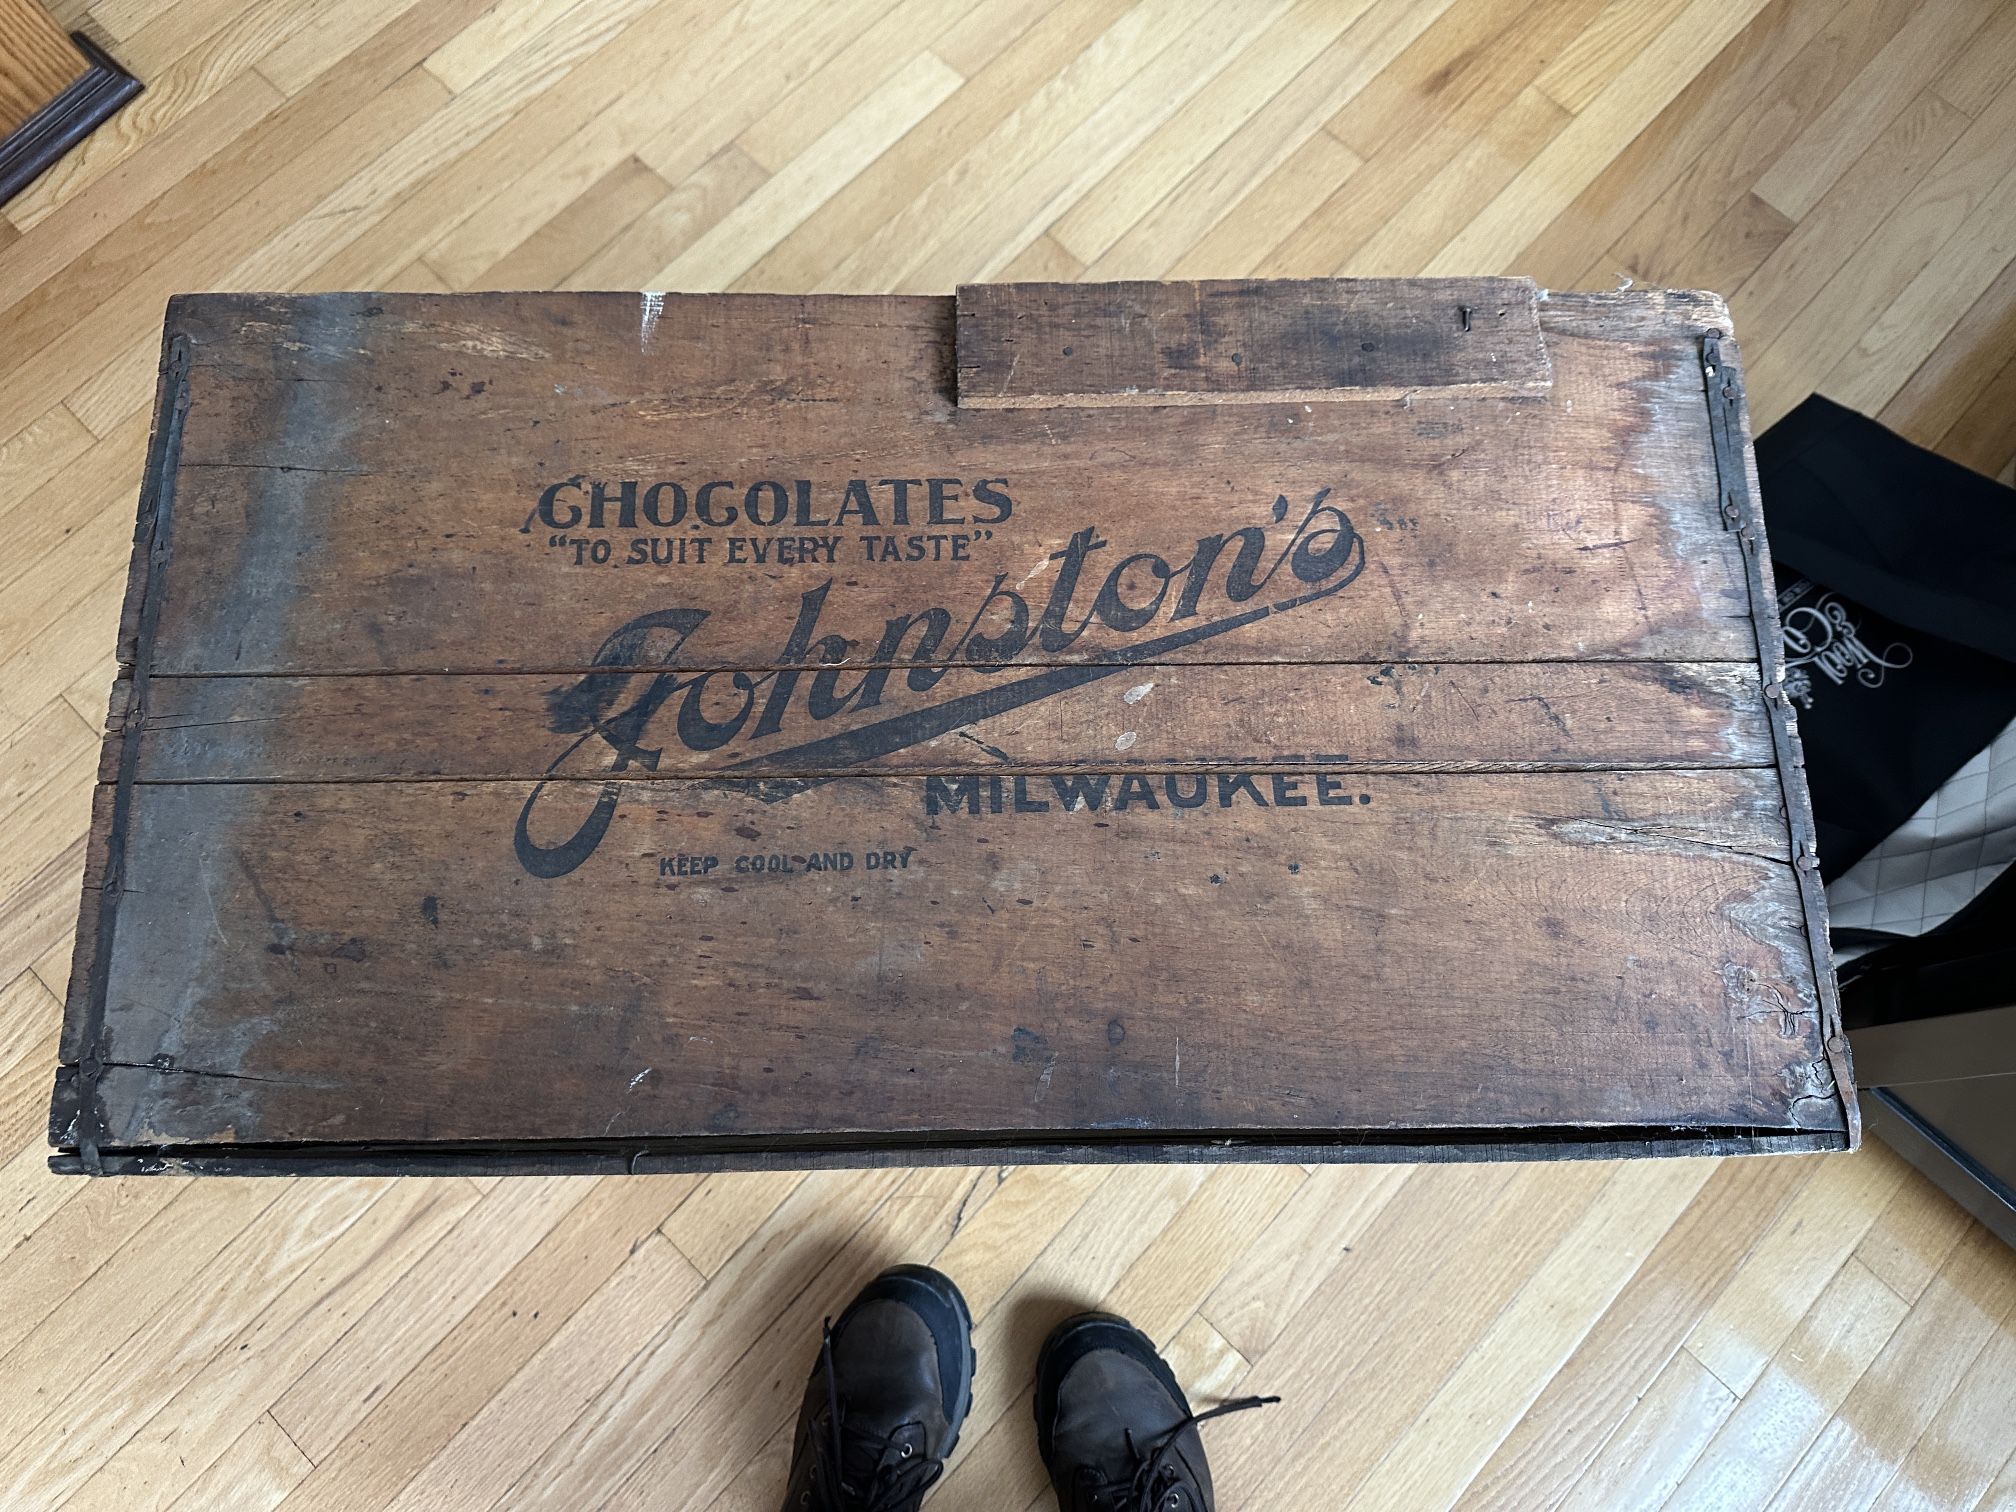 CHOCOLATES
"TO SUIT EVERY TASTE"
Johnston's
MILWAUKEE.
KEEP COOL AND DRY